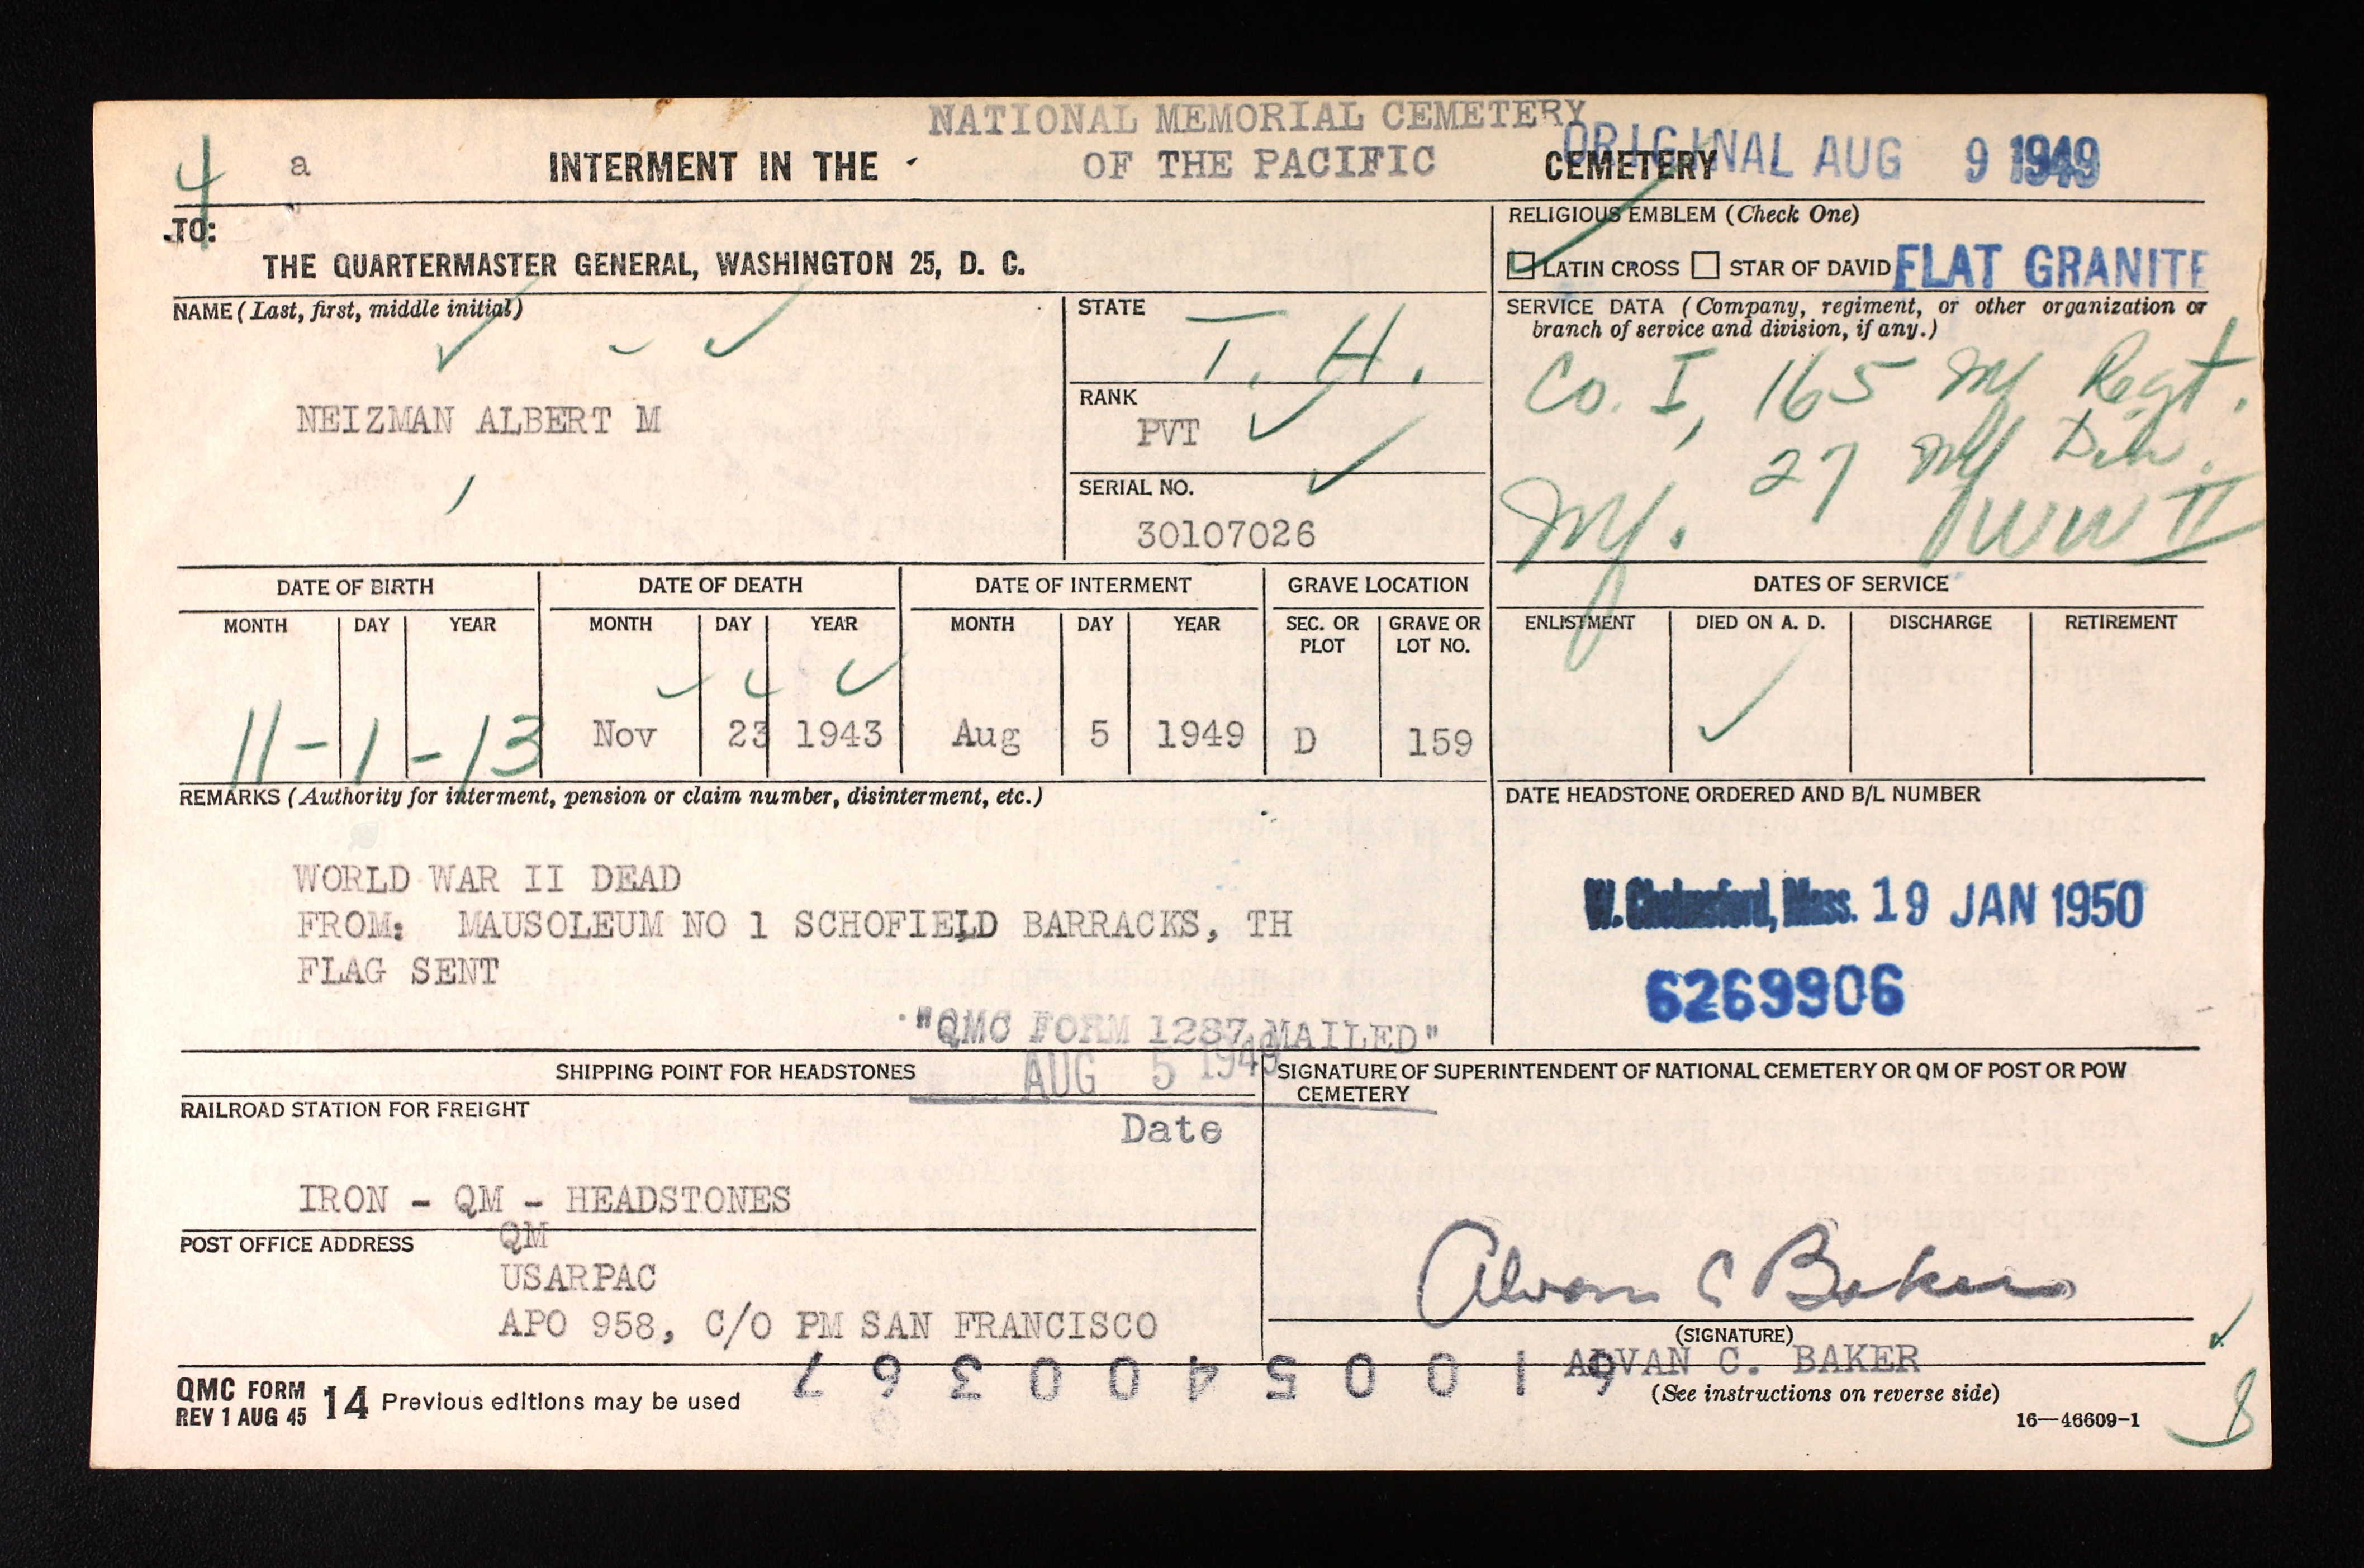 NATIONAL MEMORIAL CEMETERY
4 a INTERMENT IN THE OF THE PACIFIC CEMETERY ORIGINAL AUG 9 1949
TO:
THE QUARTERMASTER GENERAL, WASHINGTON 25, D. C.
RELIGIOUS EMBLEM (Check One)
LATIN CROSS STAR OF DAVID FLAT GRANITE
NAME (Last, first, middle initial)
NEIZMAN ALBERT M
STATE
T. H.
RANK
PVT
SERIAL NO.
30107026
SERVICE DATA (Company, regiment, or other organization or
branch of service and division, if any.)
Co. I, 165 Inf Regt.
27 Inf Div.
Inf. WW II
DATE OF BIRTH DATE OF DEATH DATE OF INTERMENT GRAVE LOCATION DATES OF SERVICE
MONTH DAY YEAR MONTH DAY YEAR MONTH DAY YEAR SEC. OR PLOT GRAVE OR LOT NO. ENLISTMENT DIED ON A. D. DISCHARGE RETIREMENT
11-1-13 Nov 23 1943 Aug 5 1949 D 159
REMARKS (Authority for interment, pension or claim number, disinterment, etc.)
WORLD WAR II DEAD
FROM: MAUSOLEUM NO 1 SCHOFIELD BARRACKS, TH
FLAG SENT
"QMC FORM 1287 MAILED"
AUG 5 1949
Date
DATE HEADSTONE ORDERED AND B/L NUMBER
W. Chelmsford, Mass. 19 JAN 1950
6269906
SHIPPING POINT FOR HEADSTONES
RAILROAD STATION FOR FREIGHT
IRON - QM - HEADSTONES
POST OFFICE ADDRESS
QM
USARPAC
APO 958, C/O PM SAN FRANCISCO
SIGNATURE OF SUPERINTENDENT OF NATIONAL CEMETERY OR QM OF POST OR POW
CEMETERY
Alvan C Baker
(SIGNATURE)
ALVAN C. BAKER
(See instructions on reverse side)
16—46609-1
8
QMC FORM 14 Previous editions may be used
REV 1 AUG 45